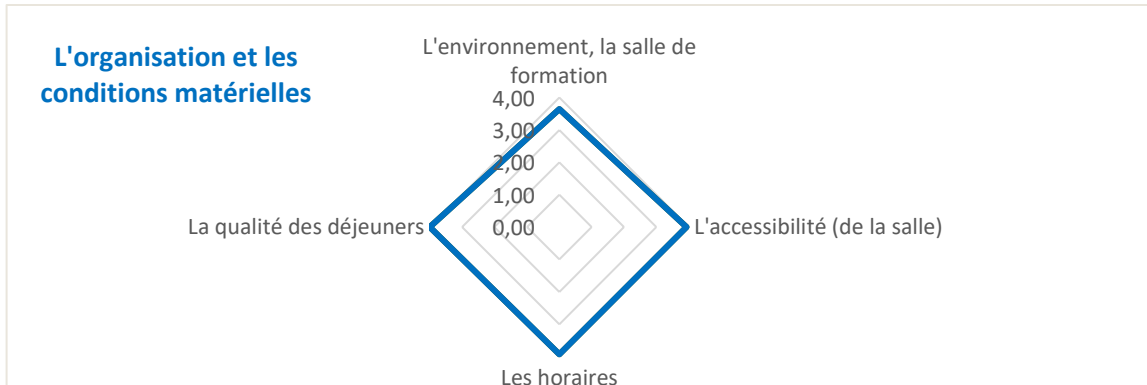 L'organisation et les
conditions matérielles
L'environnement, la salle de
formation
4,00
3,00
2,00
1,00
0,00
La qualité des déjeuners
L'accessibilité (de la salle)
Les horaires